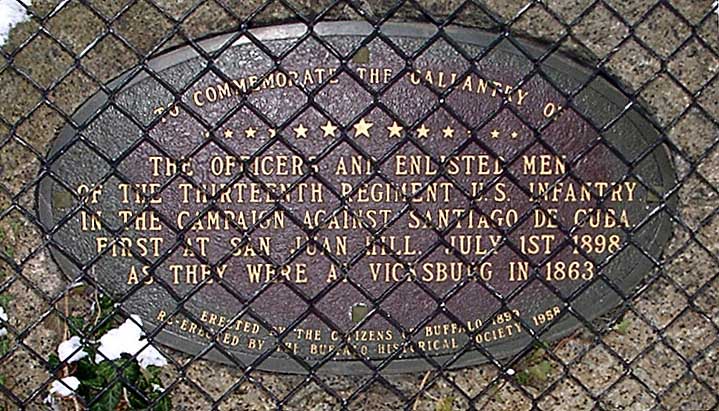 TO COMMEMORATE THE GALLANTRY OF
THE OFFICERS AND ENLISTED MEN
OF THE THIRTEENTH REGIMENT U.S. INFANTRY
IN THE CAMPAIGN AGAINST SANTIAGO DE CUBA
FIRST AT SAN JUAN HILL, JULY 1ST 1898
AS THEY WERE AT VICKSBURG IN 1863
ERECTED BY THE CITIZENS OF BUFFALO 1899
RE-ERECTED BY THE BUFFALO HISTORICAL SOCIETY 1958